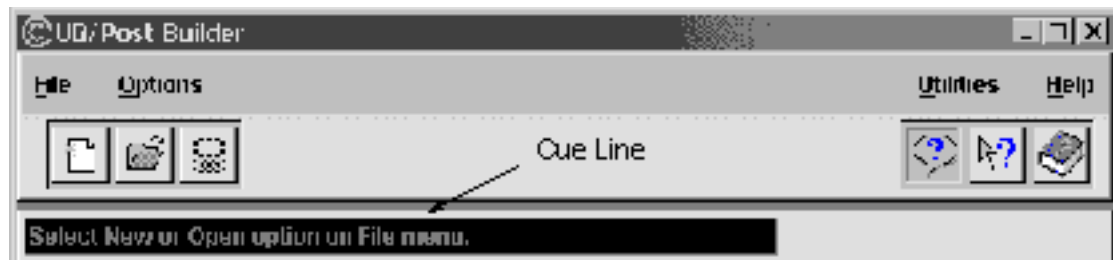 UG/Post Builder
File Options Utilities Help
Cue Line
Select New or Open option on File menu.